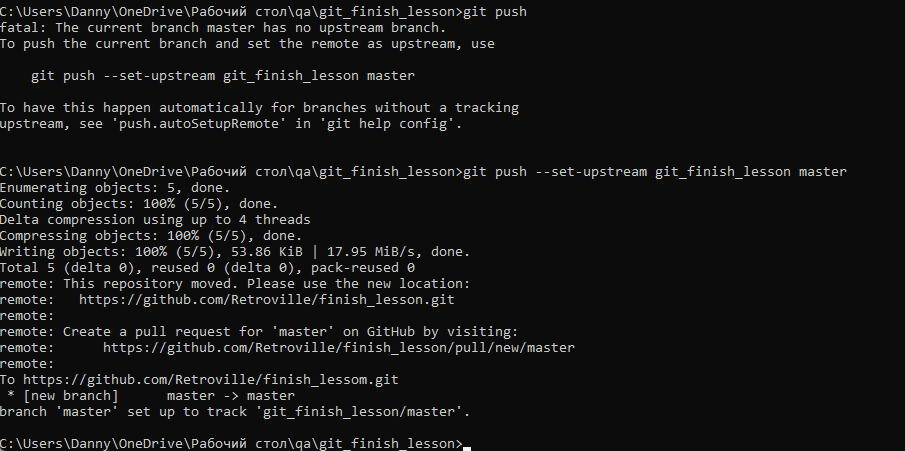 C:\Users\Danny\OneDrive\Рабочий стол\qa\git_finish_lesson>git push
fatal: The current branch master has no upstream branch.
To push the current branch and set the remote as upstream, use
git push --set-upstream git_finish_lesson master
To have this happen automatically for branches without a tracking
upstream, see 'push.autoSetupRemote' in 'git help config'.
C:\Users\Danny\OneDrive\Рабочий стол\qa\git_finish_lesson>git push --set-upstream git_finish_lesson master
Enumerating objects: 5, done.
Counting objects: 100% (5/5), done.
Delta compression using up to 4 threads
Compressing objects: 100% (5/5), done.
Writing objects: 100% (5/5), 53.86 KiB | 17.95 MiB/s, done.
Total 5 (delta 0), reused 0 (delta 0), pack-reused 0
remote: This repository moved. Please use the new location:
remote:   https://github.com/Retroville/finish_lesson.git
remote:
remote: Create a pull request for 'master' on GitHub by visiting:
remote:      https://github.com/Retroville/finish_lesson/pull/new/master
remote:
To https://github.com/Retroville/finish_lessom.git
* [new branch]      master -> master
branch 'master' set up to track 'git_finish_lesson/master'.
C:\Users\Danny\OneDrive\Рабочий стол\qa\git_finish_lesson>